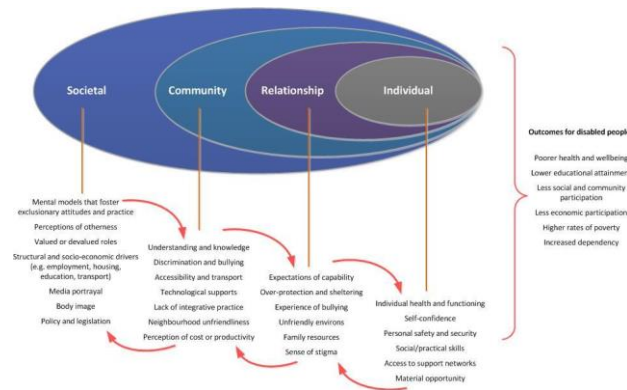 Societal
Community
Relationship
Individual
Mental models that foster
exclusionary attitudes and practice
Perceptions of otherness
Valued or devalued roles
Structural and socio-economic drivers
(e.g. employment, housing,
education, transport)
Media portrayal
Body image
Policy and legislation
Understanding and knowledge
Discrimination and bullying
Accessibility and transport
Technological supports
Lack of integrative practice
Neighbourhood unfriendliness
Perception of cost or productivity
Expectations of capability
Over-protection and sheltering
Experience of bullying
Unfriendly environs
Family resources
Sense of stigma
Individual health and functioning
Self-confidence
Personal safety and security
Social/practical skills
Access to support networks
Material opportunity
Outcomes for disabled people
Poorer health and wellbeing
Lower educational attainment
Less social and community
participation
Less economic participation
Higher rates of poverty
Increased dependency